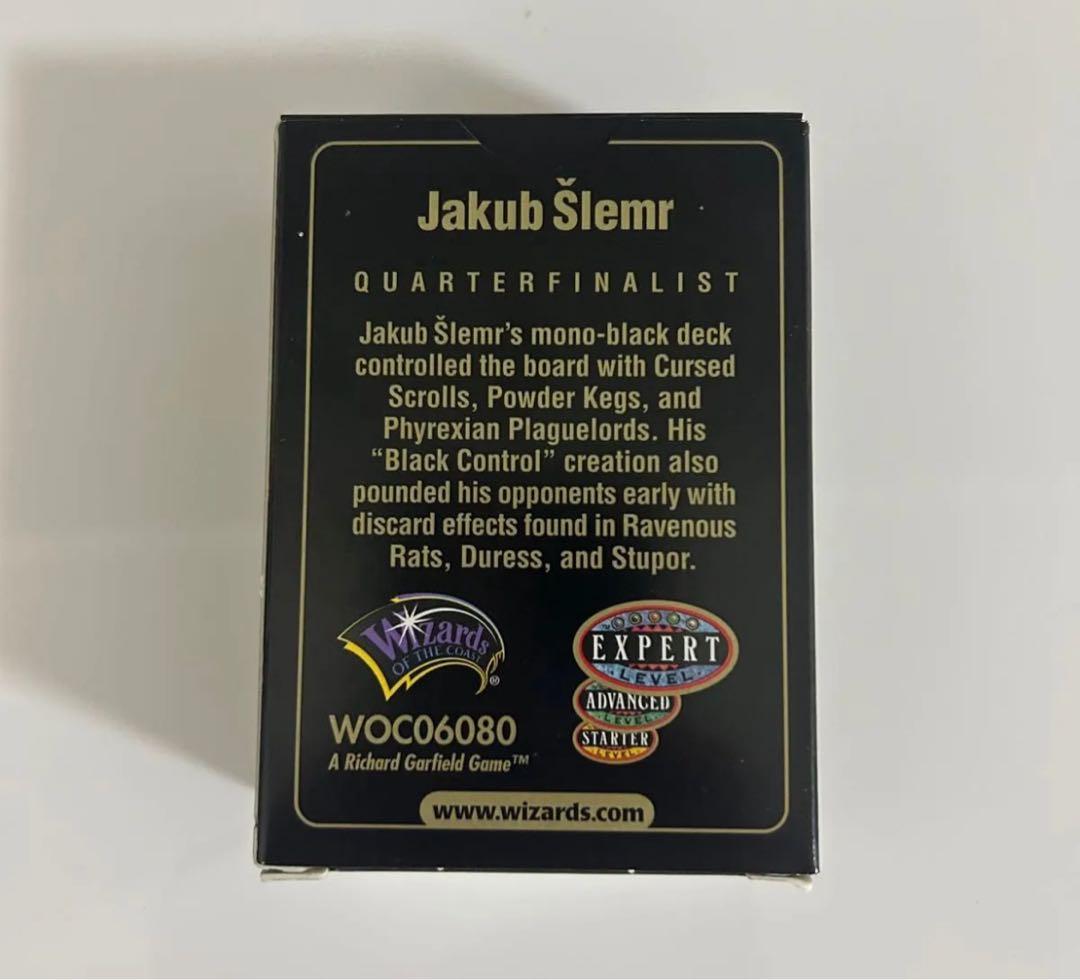 Jakub Šlemr
QUARTERFINALIST
Jakub Šlemr's mono-black deck
controlled the board with Cursed
Scrolls, Powder Kegs, and
Phyrexian Plaguelords. His
“Black Control” creation also
pounded his opponents early with
discard effects found in Ravenous
Rats, Duress, and Stupor.
Wizards
OF THE COAST
®
EXPERT
LEVEL
ADVANCED
LEVEL
STARTER
LEVEL
WOC06080
A Richard Garfield Game™
www.wizards.com